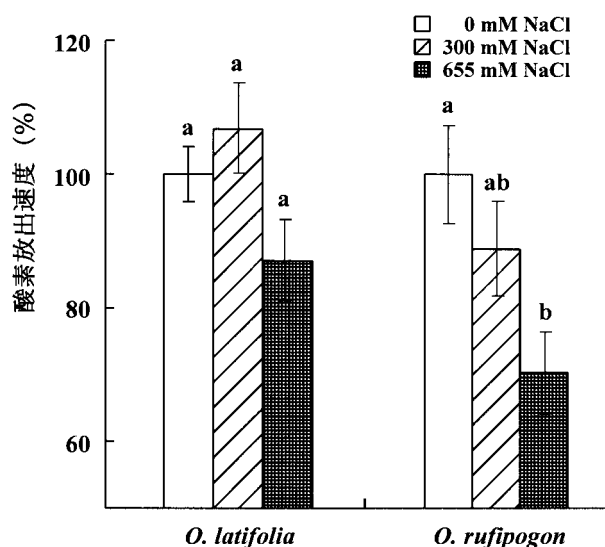 0 mM NaCl
300 mM NaCl
655 mM NaCl
酸素放出速度 (%)
120
100
80
60
a
a
a
a
ab
b
O. latifolia
O. rufipogon